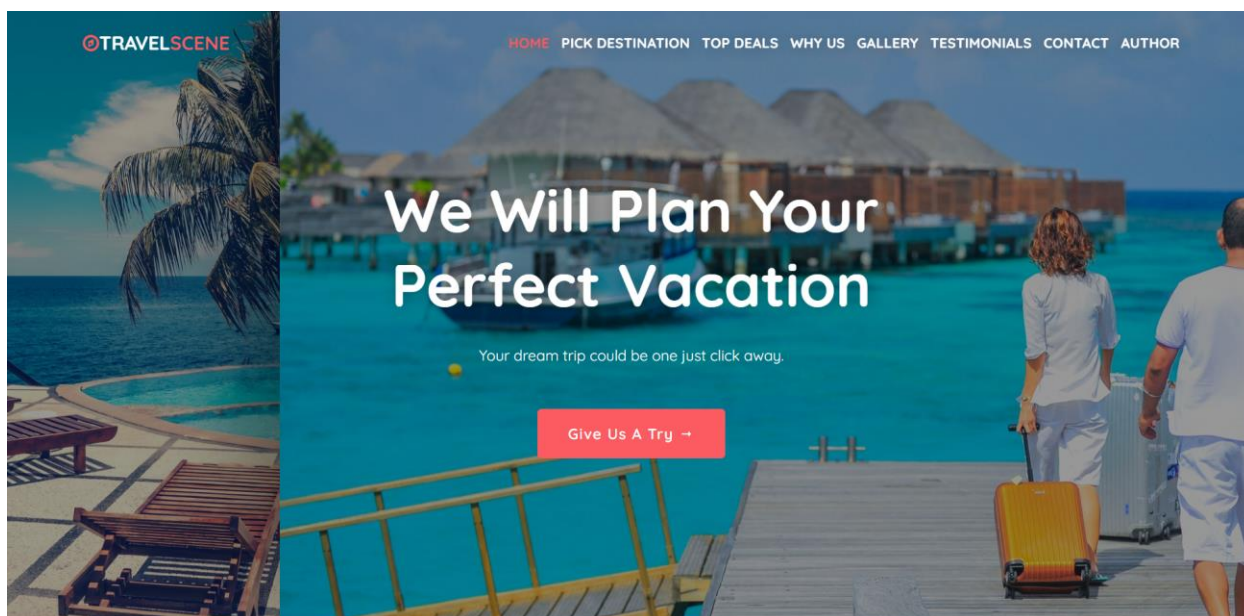 TRAVELSCENE
HOME PICK DESTINATION TOP DEALS WHY US GALLERY TESTIMONIALS CONTACT AUTHOR
We Will Plan Your
Perfect Vacation
Your dream trip could be one just click away.
Give Us A Try →